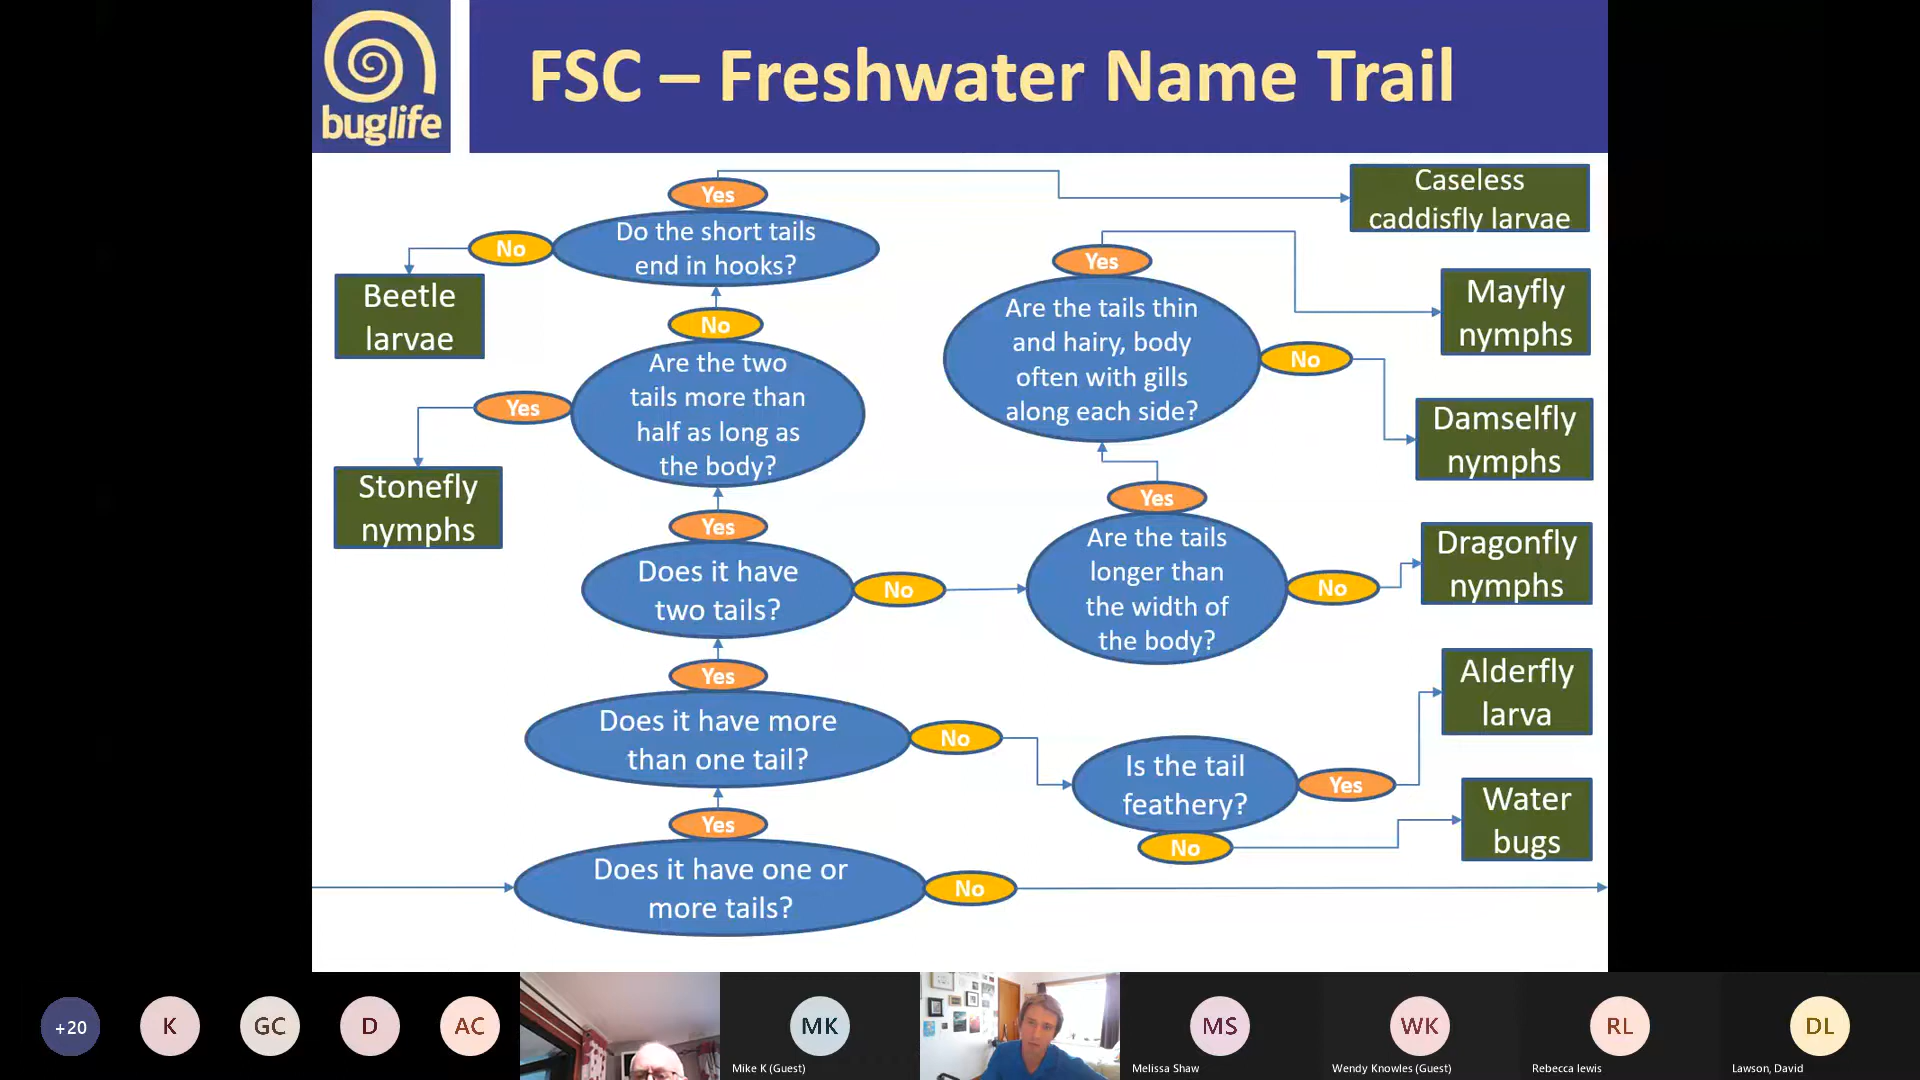 buglife
FSC – Freshwater Name Trail
Yes
Caseless
caddisfly larvae
Do the short tails
end in hooks?
No
Beetle
larvae
Yes
Mayfly
nymphs
Are the tails thin
and hairy, body
often with gills
along each side?
No
No
Are the two
tails more than
half as long as
the body?
Yes
Damselfly
nymphs
Stonefly
nymphs
Yes
Yes
Does it have
two tails?
No
Are the tails
longer than
the width of
the body?
No
Dragonfly
nymphs
Yes
Does it have more
than one tail?
No
Is the tail
feathery?
Yes
Alderfly
larva
No
Water
bugs
Yes
Does it have one or
more tails?
No
+20
K
GC
D
AC
MK
Mike K (Guest)
MS
Melissa Shaw
WK
Wendy Knowles (Guest)
RL
Rebecca lewis
DL
Lawson, David